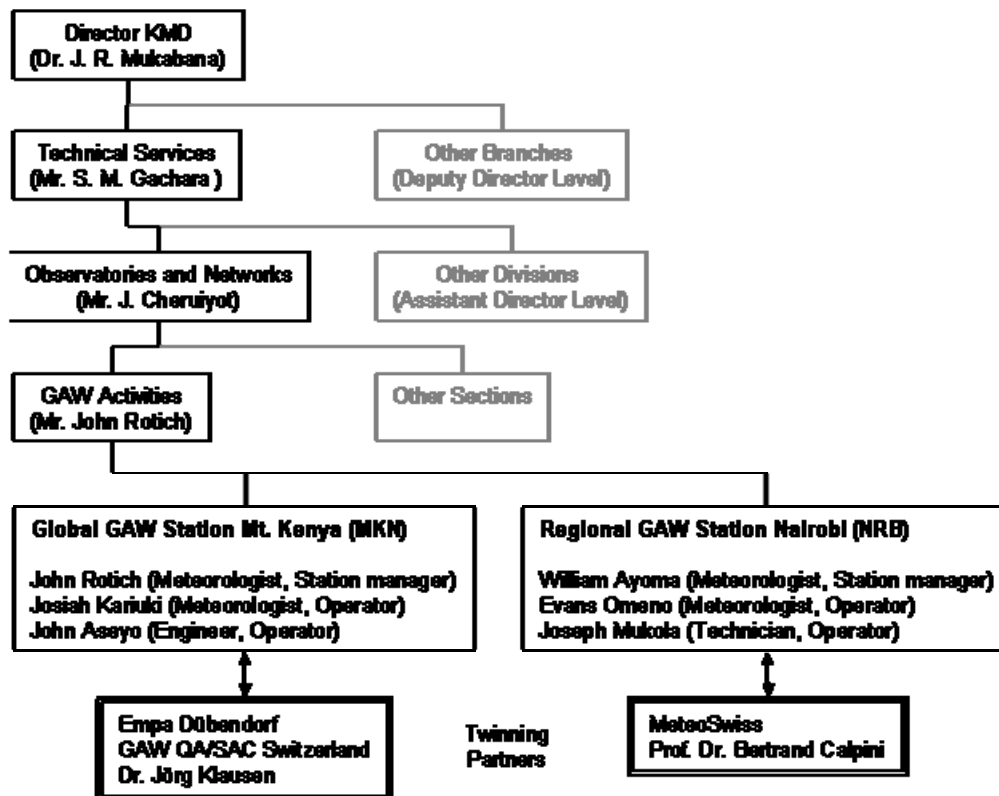 Director KMD
(Dr. J. R. Mukabana)
Technical Services
(Mr. S. M. Gachara )
Other Branches
(Deputy Director Level)
Observatories and Networks
(Mr. J. Cheruiyot)
Other Divisions
(Assistant Director Level)
GAW Activities
(Mr. John Rotich)
Other Sections
Global GAW Station Mt. Kenya (MKN)
John Rotich (Meteorologist, Station manager)
Josiah Kariuki (Meteorologist, Operator)
John Aseyo (Engineer, Operator)
Regional GAW Station Nairobi (NRB)
William Ayoma (Meteorologist, Station manager)
Evans Omeno (Meteorologist, Operator)
Joseph Mukola (Technician, Operator)
Empa Dübendorf
GAW QA/SAC Switzerland
Dr. Jörg Klausen
Twinning
Partners
MeteoSwiss
Prof. Dr. Bertrand Calpini